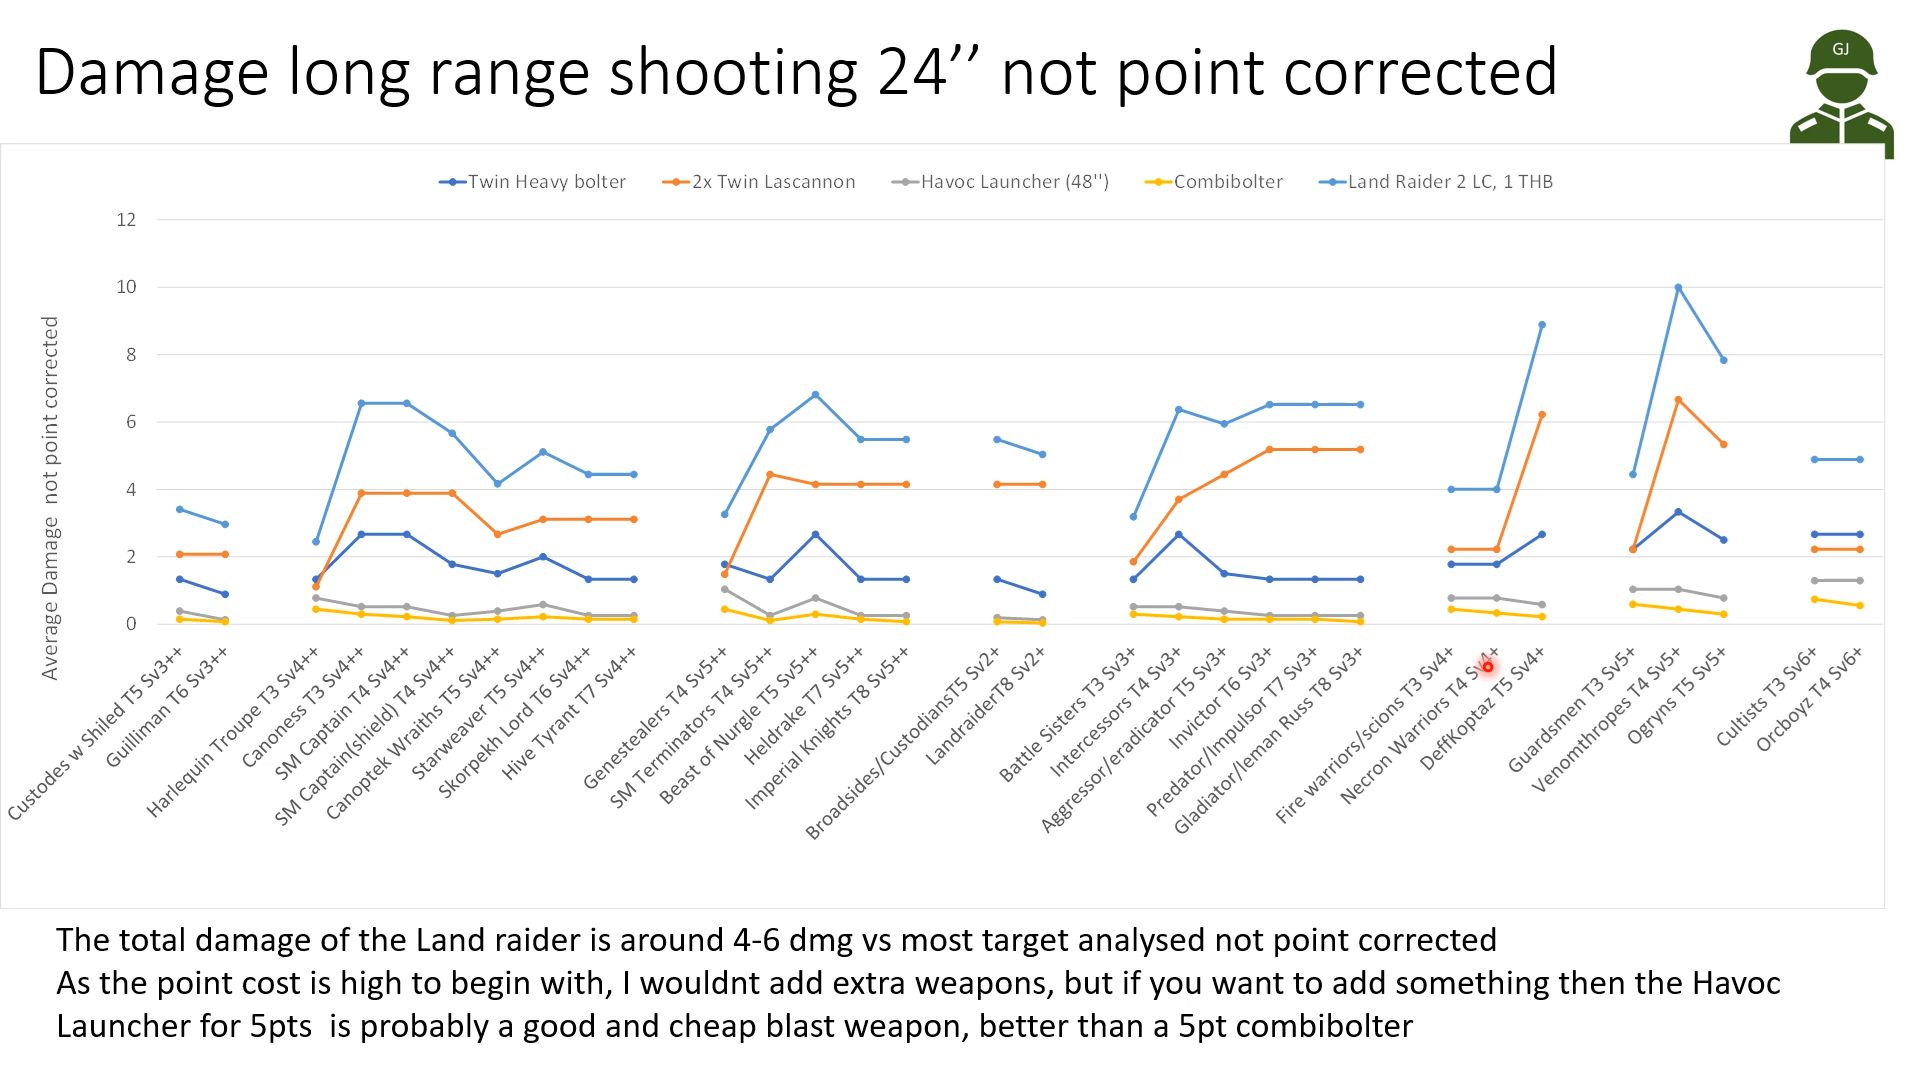 Damage long range shooting 24’’ not point corrected
GJ
Twin Heavy bolter
2x Twin Lascannon
Havoc Launcher (48'')
Combibolter
Land Raider 2 LC, 1 THB
Average Damage  not point corrected
12
10
8
6
4
2
0
Custodes w Shiled T5 Sv3++
Guilliman T6 Sv3++
Harlequin Troupe T3 Sv4++
Canoness T3 Sv4++
SM Captain T4 Sv4++
SM Captain(shield) T4 Sv4++
Canoptek Wraiths T5 Sv4++
Starweaver T5 Sv4++
Skorpekh Lord T6 Sv4++
Hive Tyrant T7 Sv4++
Genestealers T4 Sv5++
SM Terminators T4 Sv5++
Beast of Nurgle T5 Sv5++
Heldrake T7 Sv5++
Imperial Knights T8 Sv5++
Broadsides/CustodiansT5 Sv2+
LandraiderT8 Sv2+
Battle Sisters T3 Sv3+
Intercessors T4 Sv3+
Aggressor/eradicator T5 Sv3+
Invictor T6 Sv3+
Predator/Impulsor T7 Sv3+
Gladiator/leman Russ T8 Sv3+
Fire warriors/scions T3 Sv4+
Necron Warriors T4 Sv4+
DeffKoptaz T5 Sv4+
Guardsmen T3 Sv5+
Venomthropes T4 Sv5+
Ogryns T5 Sv5+
Cultists T3 Sv6+
Orcboyz T4 Sv6+
The total damage of the Land raider is around 4-6 dmg vs most target analysed not point corrected
As the point cost is high to begin with, I wouldnt add extra weapons, but if you want to add something then the Havoc
Launcher for 5pts  is probably a good and cheap blast weapon, better than a 5pt combibolter